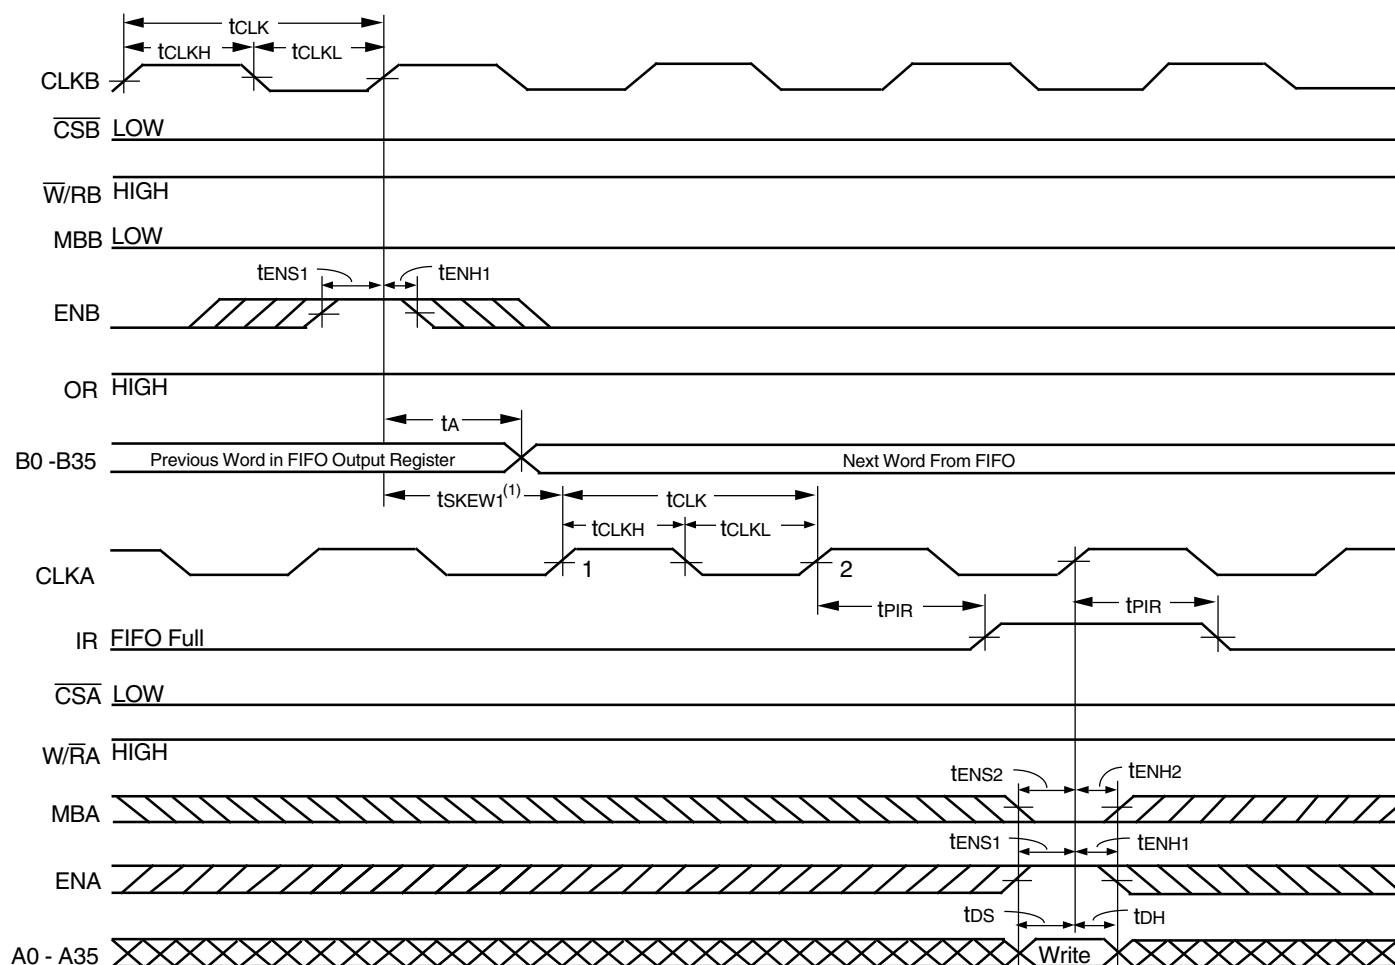 tCLK
tCLKH tCLKL
CLKB
CSB LOW
W/RB HIGH
MBB LOW
tENS1 tENH1
ENB
OR HIGH
tA
B0 -B35 Previous Word in FIFO Output Register Next Word From FIFO
tSKEW1(1) tCLK
tCLKH tCLKL
CLKA 1 2
tPIR tPIR
IR FIFO Full
CSA LOW
W/RA HIGH
tENS2 tENH2
MBA
tENS1 tENH1
ENA
tDS tDH
A0 - A35 Write